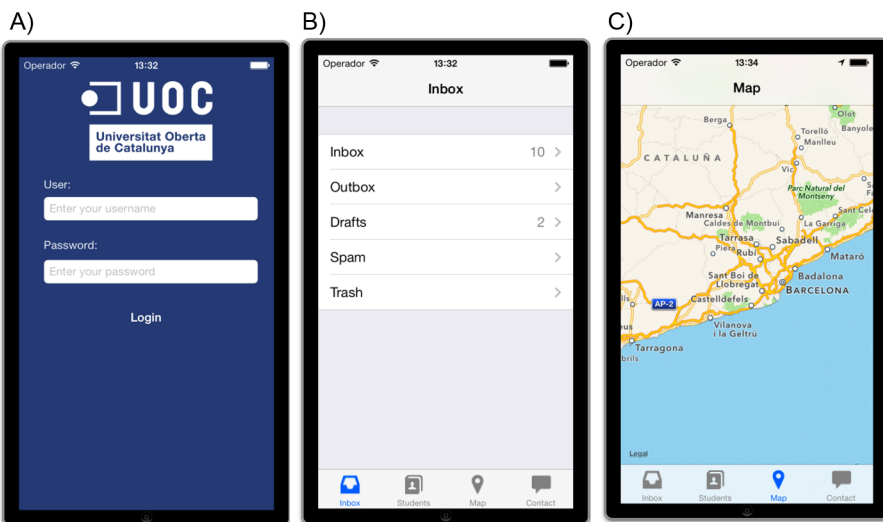 A)
Operador 13:32
UOC
Universitat Oberta
de Catalunya
User:
Enter your username
Password:
Enter your password
Login
B)
Operador 13:32
Inbox
Inbox 10
Outbox
Drafts 2
Spam
Trash
Inbox Students Map Contact
C)
Operador 13:34
Map
Olot
Berga
Banyole
Torelló
Manlleu
CATALUÑA
Vic
Parc Natural del
Montseny
Manresa
Sant Cel
Caldes de Montbui
La Garriga
Tarrasa
Sabadell
Piera
Rubí
Mataró
Sant Boi de
Llobregat
Badalona
BARCELONA
Castelldefels
AP-2
Vilanova
i la Geltrú
Tarragona
Legal
Inbox Students Map Contact